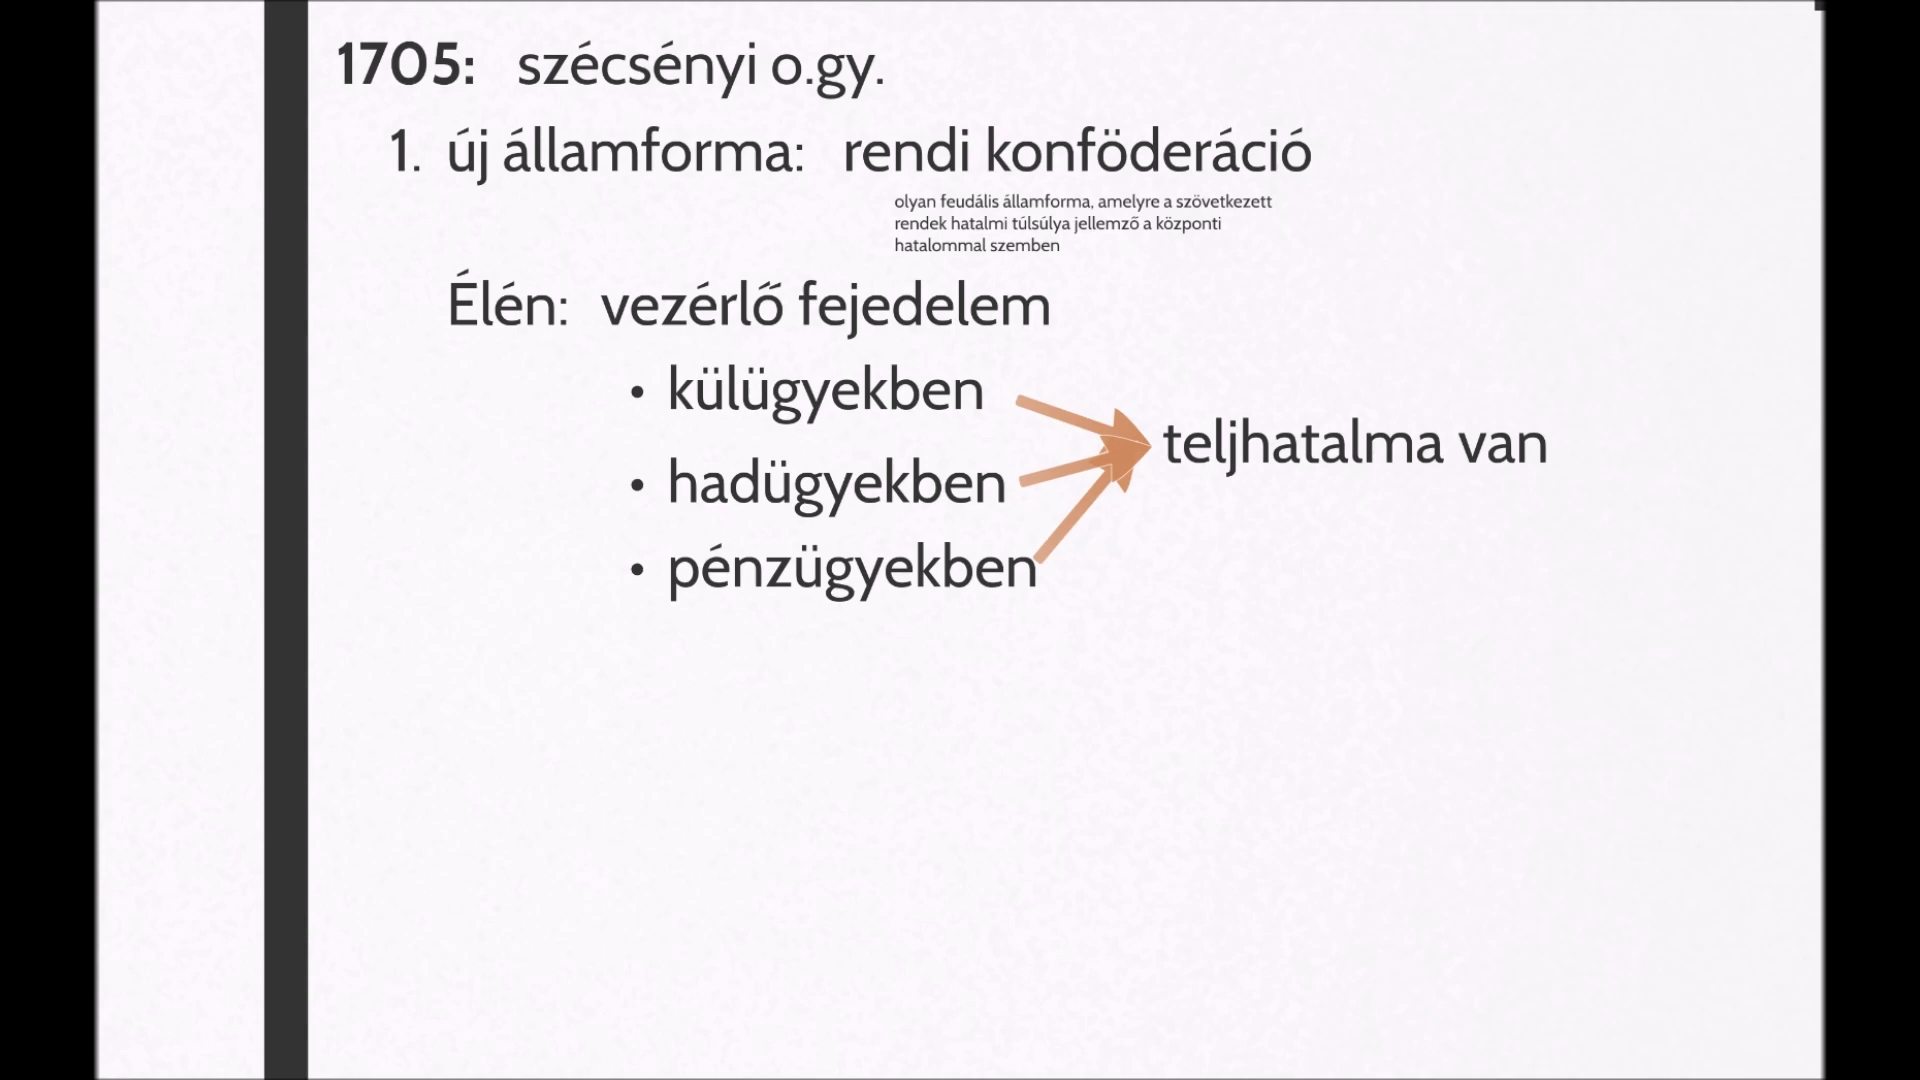 1705: szécsényi o.gy.
1. új államforma: rendi konföderáció
olyan feudális államforma, amelyre a szövetkezett
rendek hatalmi túlsúlya jellemző a központi
hatalommal szemben
Élén: vezérlő fejedelem
• külügyekben
teljhatalma van
• hadügyekben
• pénzügyekben